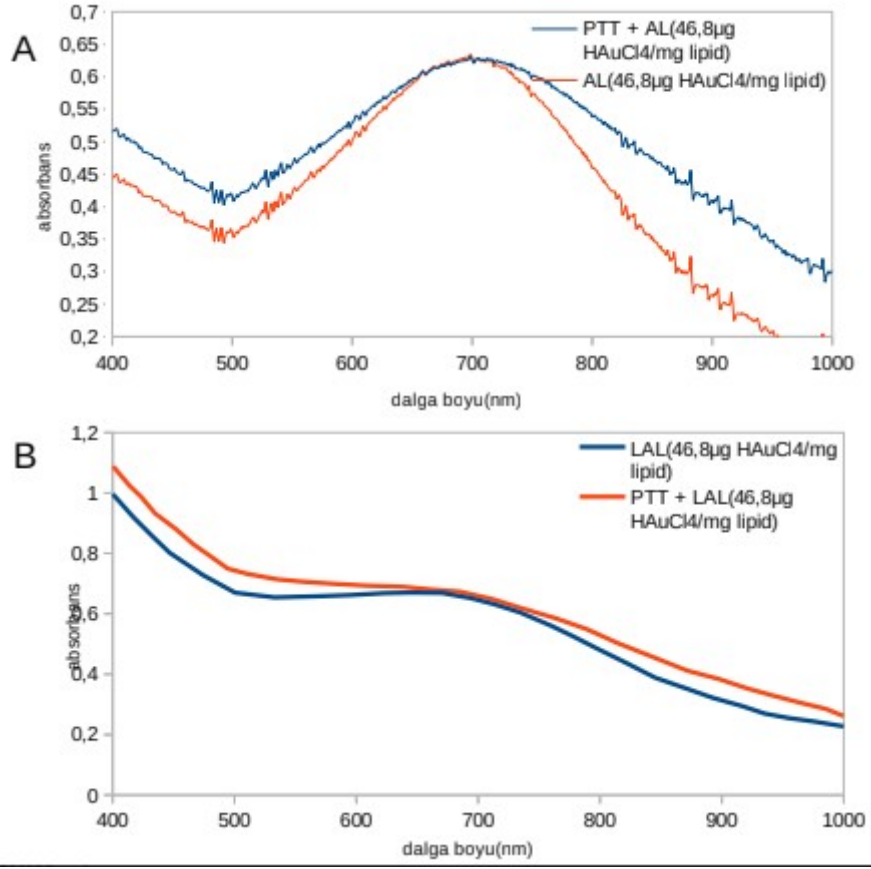 A
0,7
0,65
0,6
0,55
0,5
0,45
0,4
0,35
0,3
0,25
0,2
absorbans
PTT + AL(46,8µg
HAuCl4/mg lipid)
AL(46,8µg HAuCl4/mg lipid)
400 500 600 700 800 900 1000
dalga boyu(nm)
B
1,2
1
0,8
0,6
0,4
0,2
0
absorbans
LAL(46,8µg HAuCl4/mg
lipid)
PTT + LAL(46,8µg
HAuCl4/mg lipid)
400 500 600 700 800 900 1000
dalga boyu(nm)